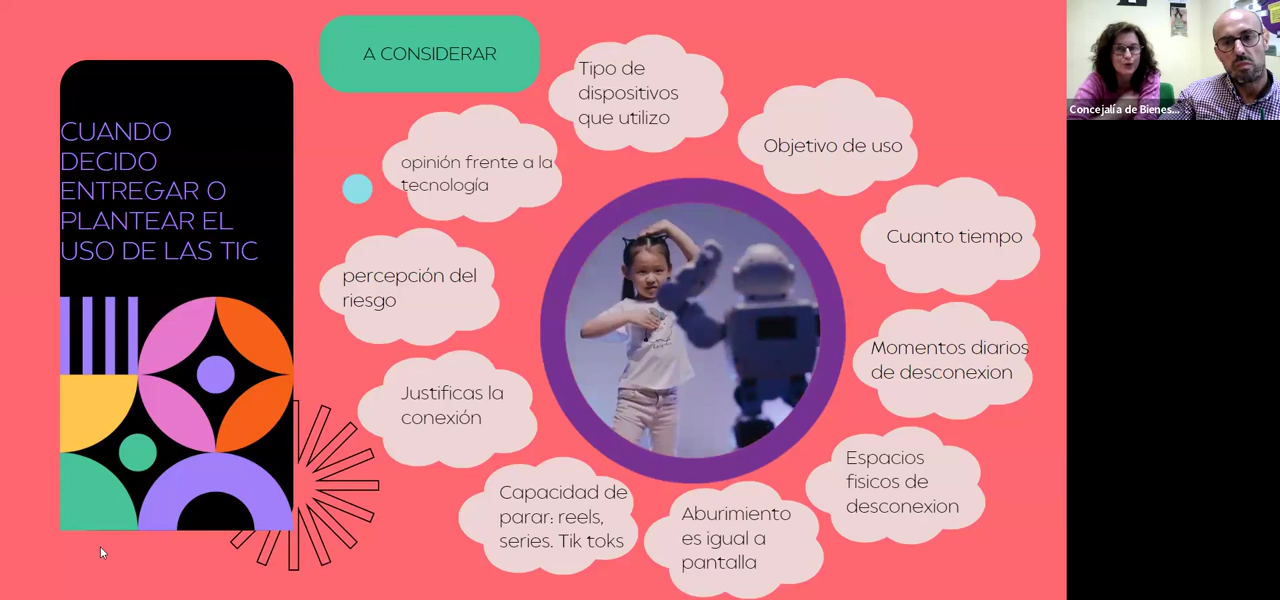 CUANDO
DECIDO
ENTREGAR O
PLANTEAR EL
USO DE LAS TIC
A CONSIDERAR
Tipo de
dispositivos
que utilizo
Objetivo de uso
Cuanto tiempo
Momentos diarios
de desconexion
Espacios
fisicos de
desconexion
Aburimiento
es igual a
pantalla
Capacidad de
parar: reels,
series. Tik toks
Justificas la
conexión
percepción del
riesgo
opinión frente a la
tecnología
Concejalía de Bienes...